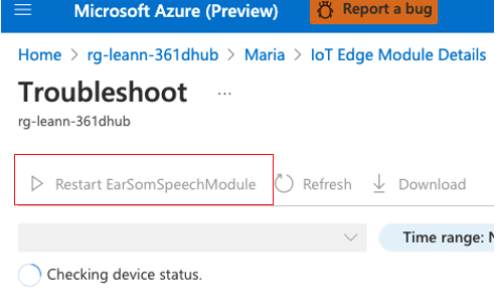 Microsoft Azure (Preview) Report a bug
Home > rg-leann-361dhub > Maria > IoT Edge Module Details
Troubleshoot ...
rg-leann-361dhub
Restart EarSomSpeechModule Refresh Download
Time range: N
Checking device status.